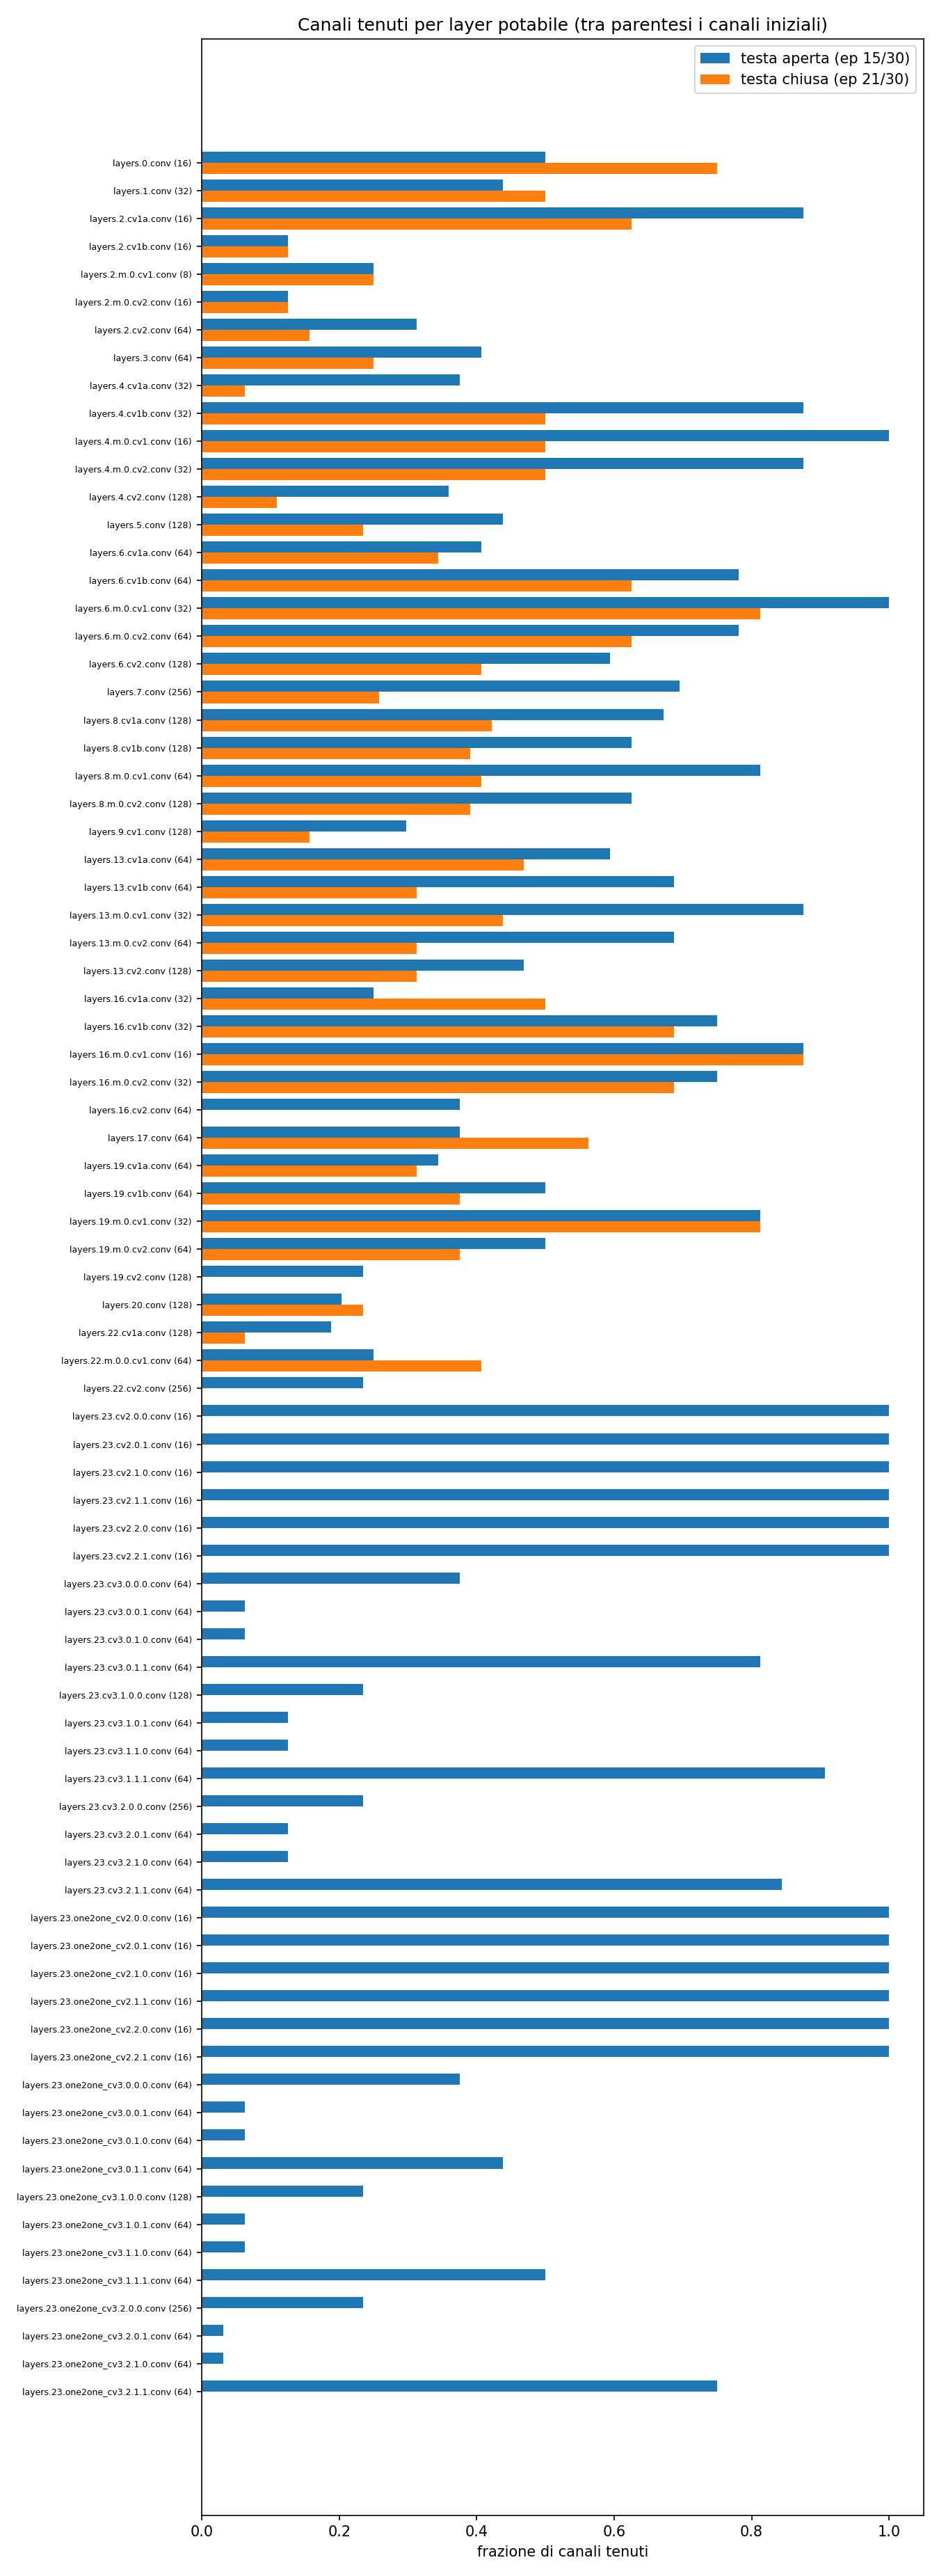 Canali tenuti per layer potabile (tra parentesi i canali iniziali)
testa aperta (ep 15/30)
testa chiusa (ep 21/30)
layers.0.conv (16)
layers.1.conv (32)
layers.2.cv1a.conv (16)
layers.2.cv1b.conv (16)
layers.2.m.0.cv1.conv (8)
layers.2.m.0.cv2.conv (16)
layers.2.cv2.conv (64)
layers.3.conv (64)
layers.4.cv1a.conv (32)
layers.4.cv1b.conv (32)
layers.4.m.0.cv1.conv (16)
layers.4.m.0.cv2.conv (32)
layers.4.cv2.conv (128)
layers.5.conv (128)
layers.6.cv1a.conv (64)
layers.6.cv1b.conv (64)
layers.6.m.0.cv1.conv (32)
layers.6.m.0.cv2.conv (64)
layers.6.cv2.conv (128)
layers.7.conv (256)
layers.8.cv1a.conv (128)
layers.8.cv1b.conv (128)
layers.8.m.0.cv1.conv (64)
layers.8.m.0.cv2.conv (128)
layers.9.cv1.conv (128)
layers.13.cv1a.conv (64)
layers.13.cv1b.conv (64)
layers.13.m.0.cv1.conv (32)
layers.13.m.0.cv2.conv (64)
layers.13.cv2.conv (128)
layers.16.cv1a.conv (32)
layers.16.cv1b.conv (32)
layers.16.m.0.cv1.conv (16)
layers.16.m.0.cv2.conv (32)
layers.16.cv2.conv (64)
layers.17.conv (64)
layers.19.cv1a.conv (64)
layers.19.cv1b.conv (64)
layers.19.m.0.cv1.conv (32)
layers.19.m.0.cv2.conv (64)
layers.19.cv2.conv (128)
layers.20.conv (128)
layers.22.cv1a.conv (128)
layers.22.m.0.0.cv1.conv (64)
layers.22.cv2.conv (256)
layers.23.cv2.0.0.conv (16)
layers.23.cv2.0.1.conv (16)
layers.23.cv2.1.0.conv (16)
layers.23.cv2.1.1.conv (16)
layers.23.cv2.2.0.conv (16)
layers.23.cv2.2.1.conv (16)
layers.23.cv3.0.0.0.conv (64)
layers.23.cv3.0.0.1.conv (64)
layers.23.cv3.0.1.0.conv (64)
layers.23.cv3.0.1.1.conv (64)
layers.23.cv3.1.0.0.conv (128)
layers.23.cv3.1.0.1.conv (64)
layers.23.cv3.1.1.0.conv (64)
layers.23.cv3.1.1.1.conv (64)
layers.23.cv3.2.0.0.conv (256)
layers.23.cv3.2.0.1.conv (64)
layers.23.cv3.2.1.0.conv (64)
layers.23.cv3.2.1.1.conv (64)
layers.23.one2one_cv2.0.0.conv (16)
layers.23.one2one_cv2.0.1.conv (16)
layers.23.one2one_cv2.1.0.conv (16)
layers.23.one2one_cv2.1.1.conv (16)
layers.23.one2one_cv2.2.0.conv (16)
layers.23.one2one_cv2.2.1.conv (16)
layers.23.one2one_cv3.0.0.0.conv (64)
layers.23.one2one_cv3.0.0.1.conv (64)
layers.23.one2one_cv3.0.1.0.conv (64)
layers.23.one2one_cv3.0.1.1.conv (64)
layers.23.one2one_cv3.1.0.0.conv (128)
layers.23.one2one_cv3.1.0.1.conv (64)
layers.23.one2one_cv3.1.1.0.conv (64)
layers.23.one2one_cv3.1.1.1.conv (64)
layers.23.one2one_cv3.2.0.0.conv (256)
layers.23.one2one_cv3.2.0.1.conv (64)
layers.23.one2one_cv3.2.1.0.conv (64)
layers.23.one2one_cv3.2.1.1.conv (64)
0.0 0.2 0.4 0.6 0.8 1.0
frazione di canali tenuti